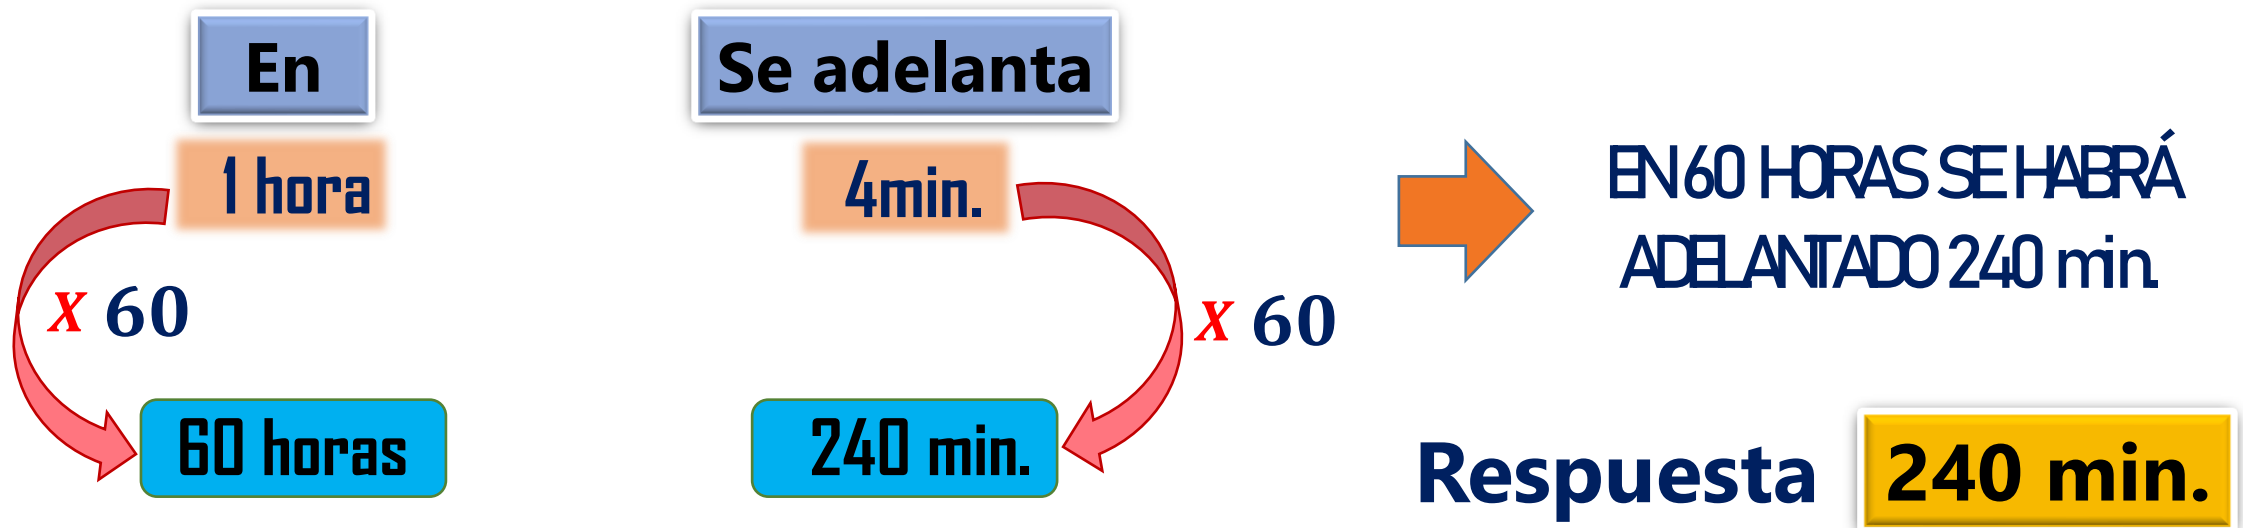 En
Se adelanta
1 hora
4min.
X 60
X 60
60 horas
240 min.
EN 60 HORAS SE HABRÁ
ADELANTADO 240 min.
Respuesta 240 min.